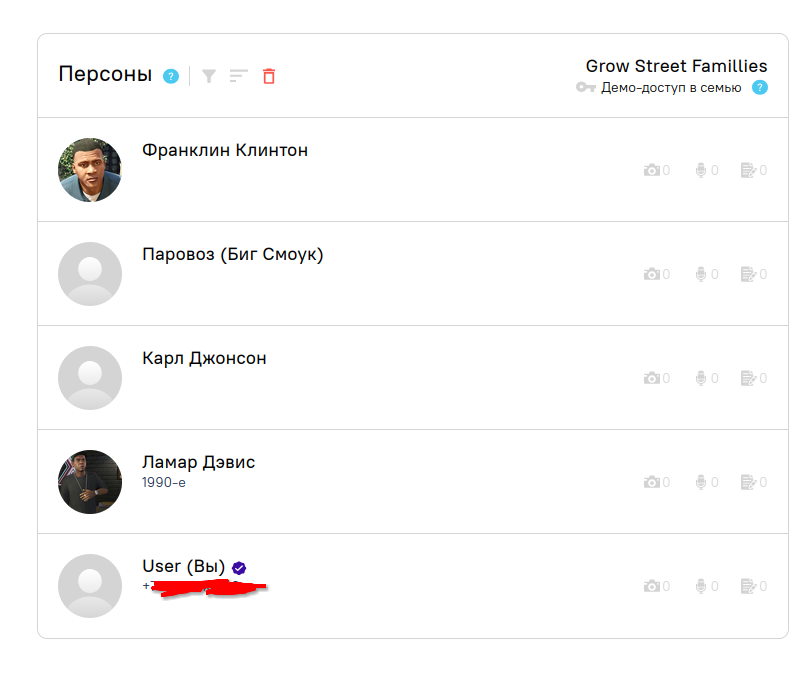 Персоны ?
Grow Street Famillies
Демо-доступ в семью ?
Франклин Клинтон
0 0 0
Паровоз (Биг Смоук)
0 0 0
Карл Джонсон
0 0 0
Ламар Дэвис
1990-е
0 0 0
User (Вы)
+
0 0 0